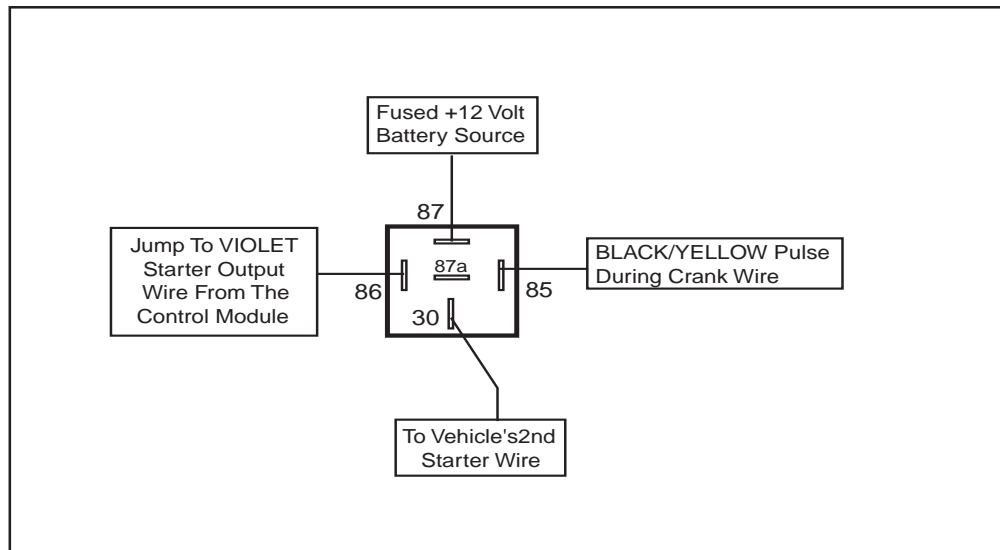 Fused +12 Volt
Battery Source
87
Jump To VIOLET
Starter Output
Wire From The
Control Module
86
87a
85
BLACK/YELLOW Pulse
During Crank Wire
30
To Vehicle's2nd
Starter Wire